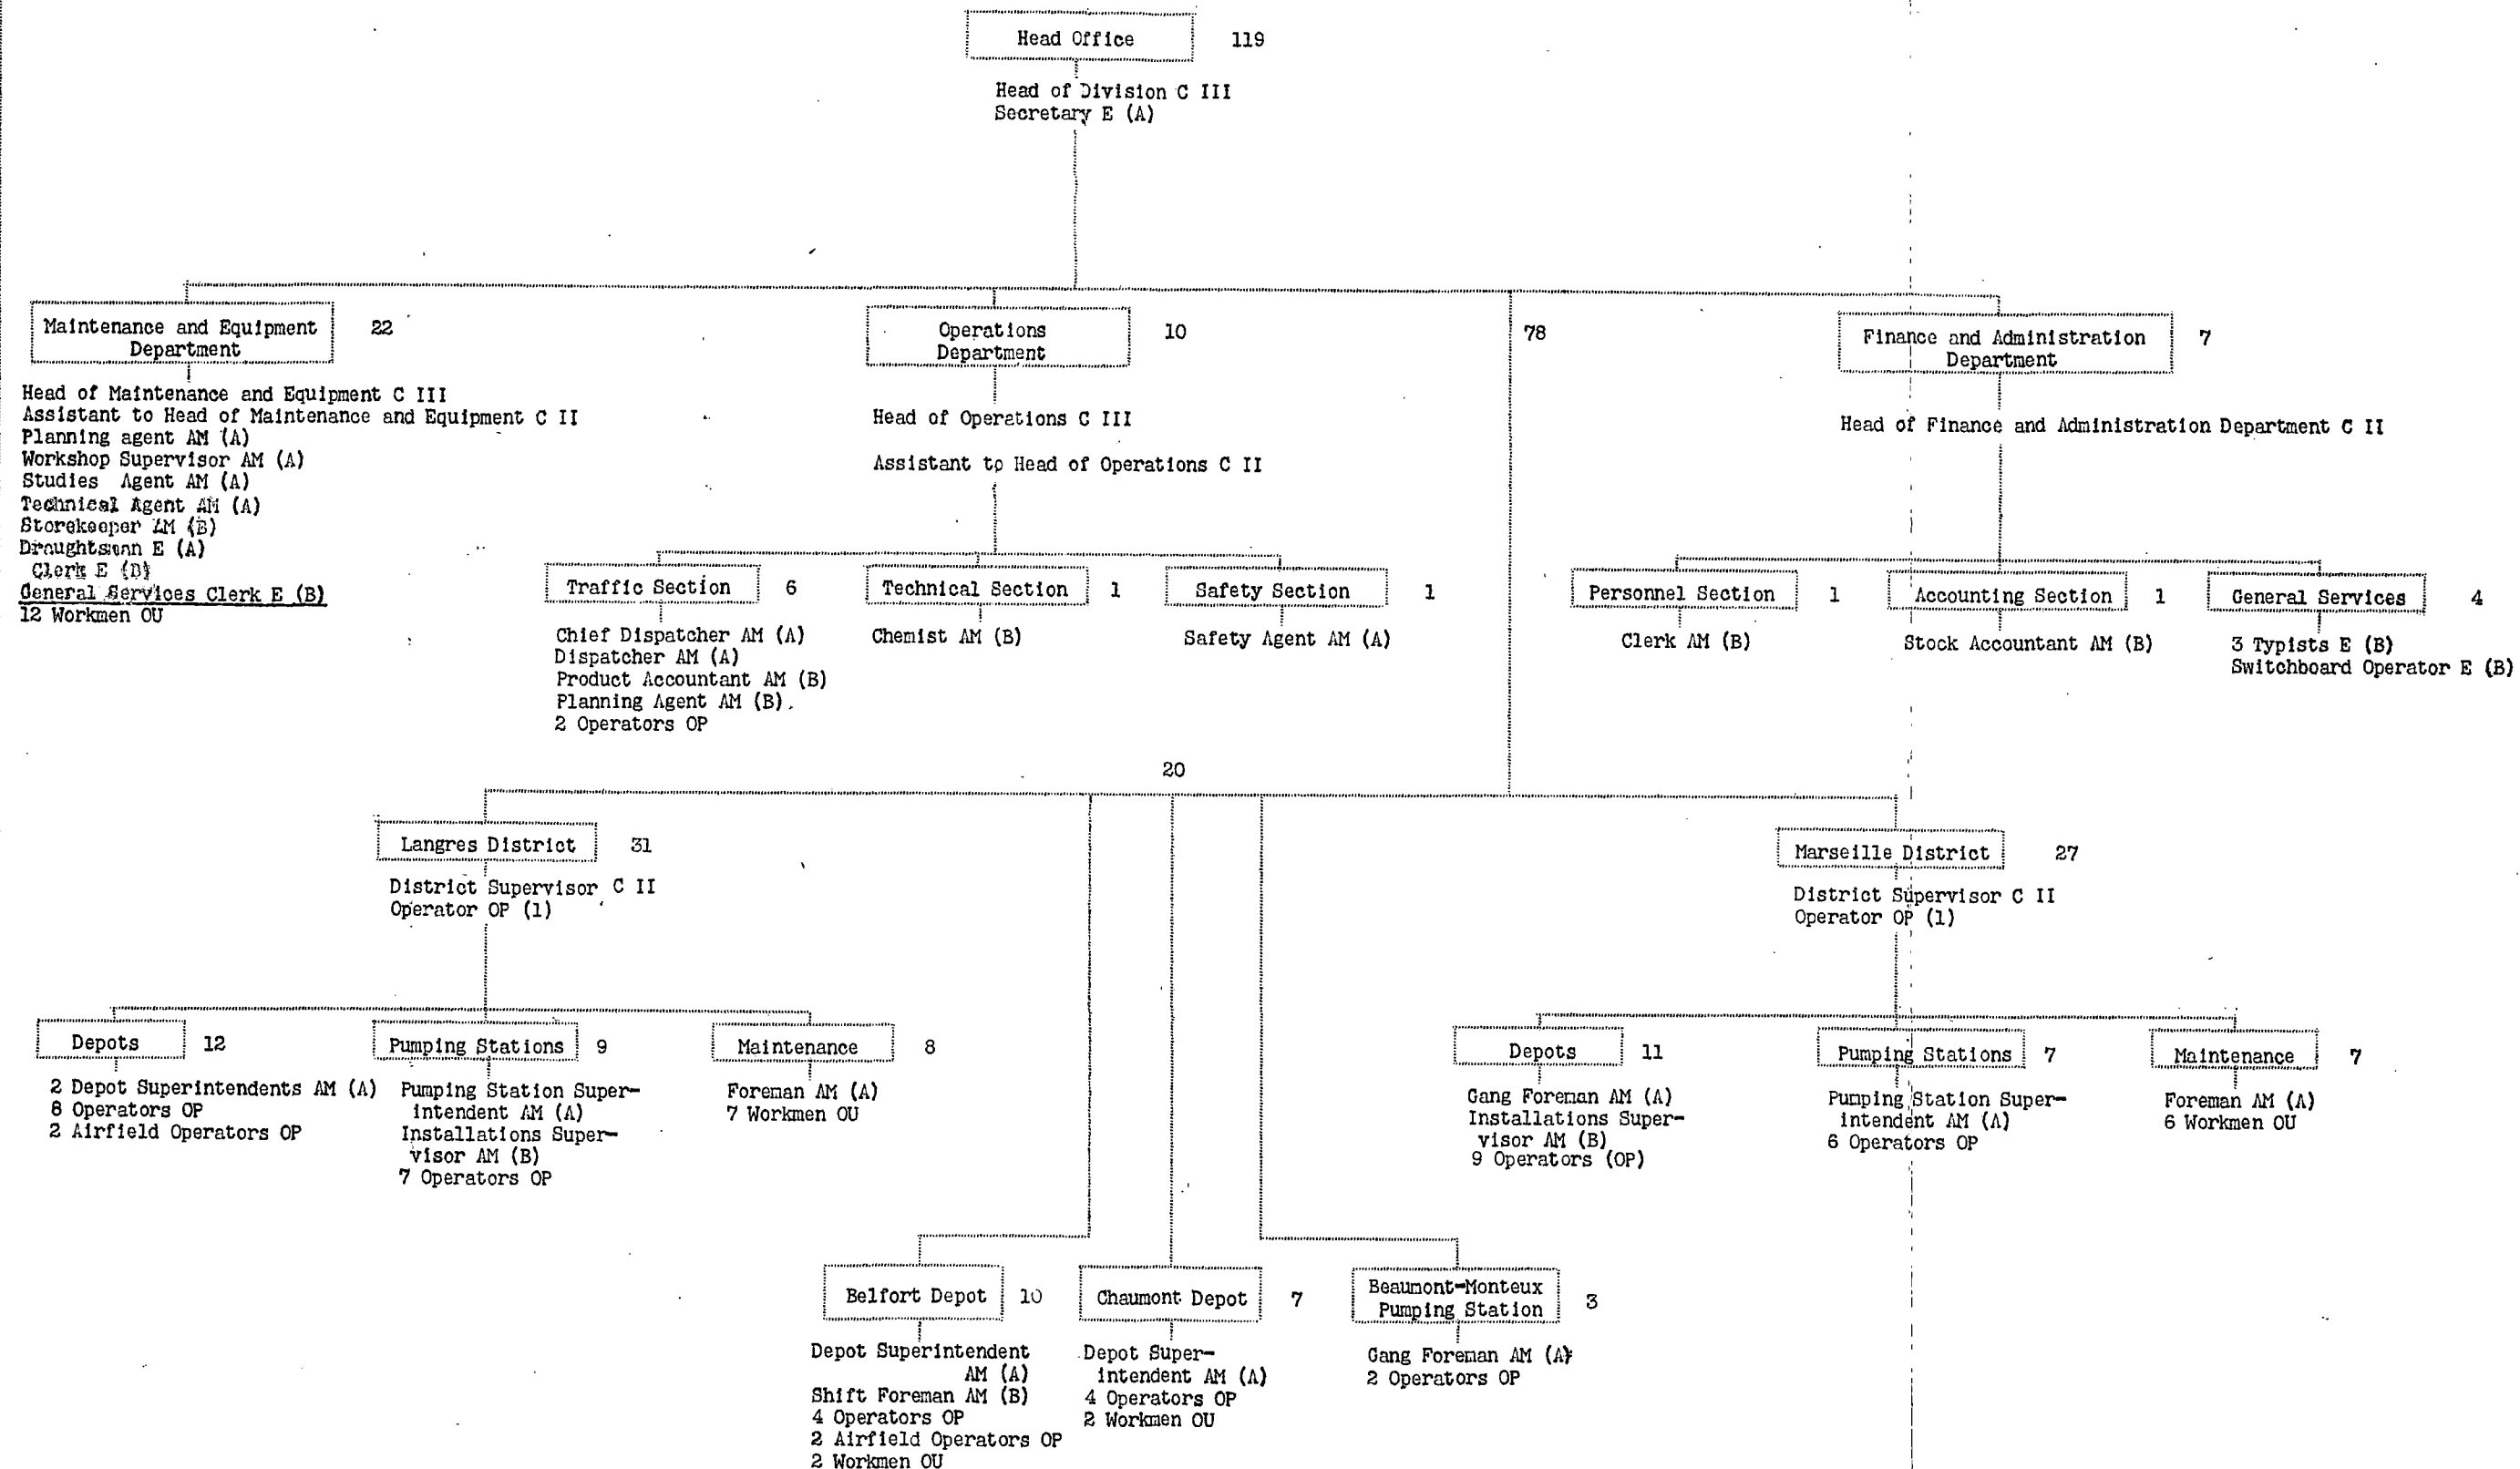 Head Office
119
Head of Division C III
Secretary E (A)
Maintenance and Equipment
Department
22
Head of Maintenance and Equipment C III
Assistant to Head of Maintenance and Equipment C II
Planning agent AM (A)
Workshop Supervisor AM (A)
Studies Agent AM (A)
Technical Agent AM (A)
Storekeeper AM (B)
Draughtsman E (A)
Clerk E (B)
General Services Clerk E (B)
12 Workmen OU
Operations
Department
10
Head of Operations C III
Assistant to Head of Operations C II
Traffic Section
6
Chief Dispatcher AM (A)
Dispatcher AM (A)
Product Accountant AM (B)
Planning Agent AM (B)
2 Operators OP
Technical Section
1
Chemist AM (B)
Safety Section
1
Safety Agent AM (A)
78
Finance and Administration
Department
7
Head of Finance and Administration Department C II
Personnel Section
1
Clerk AM (B)
Accounting Section
1
Stock Accountant AM (B)
General Services
4
3 Typists E (B)
Switchboard Operator E (B)
20
Langres District
31
District Supervisor C II
Operator OP (1)
Depots
12
2 Depot Superintendents AM (A)
8 Operators OP
2 Airfield Operators OP
Pumping Stations
9
Pumping Station Super-
intendent AM (A)
Installations Super-
visor AM (B)
7 Operators OP
Maintenance
8
Foreman AM (A)
7 Workmen OU
Marseille District
27
District Supervisor C II
Operator OP (1)
Depots
11
Gang Foreman AM (A)
Installations Super-
visor AM (B)
9 Operators (OP)
Pumping Stations
7
Pumping Station Super-
intendent AM (A)
6 Operators OP
Maintenance
7
Foreman AM (A)
6 Workmen OU
Belfort Depot
10
Depot Superintendent
AM (A)
Shift Foreman AM (B)
4 Operators OP
2 Airfield Operators OP
2 Workmen OU
Chaumont Depot
7
Depot Super-
intendent AM (A)
4 Operators OP
2 Workmen OU
Beaumont-Monteux
Pumping Station
3
Gang Foreman AM (A)
2 Operators OP